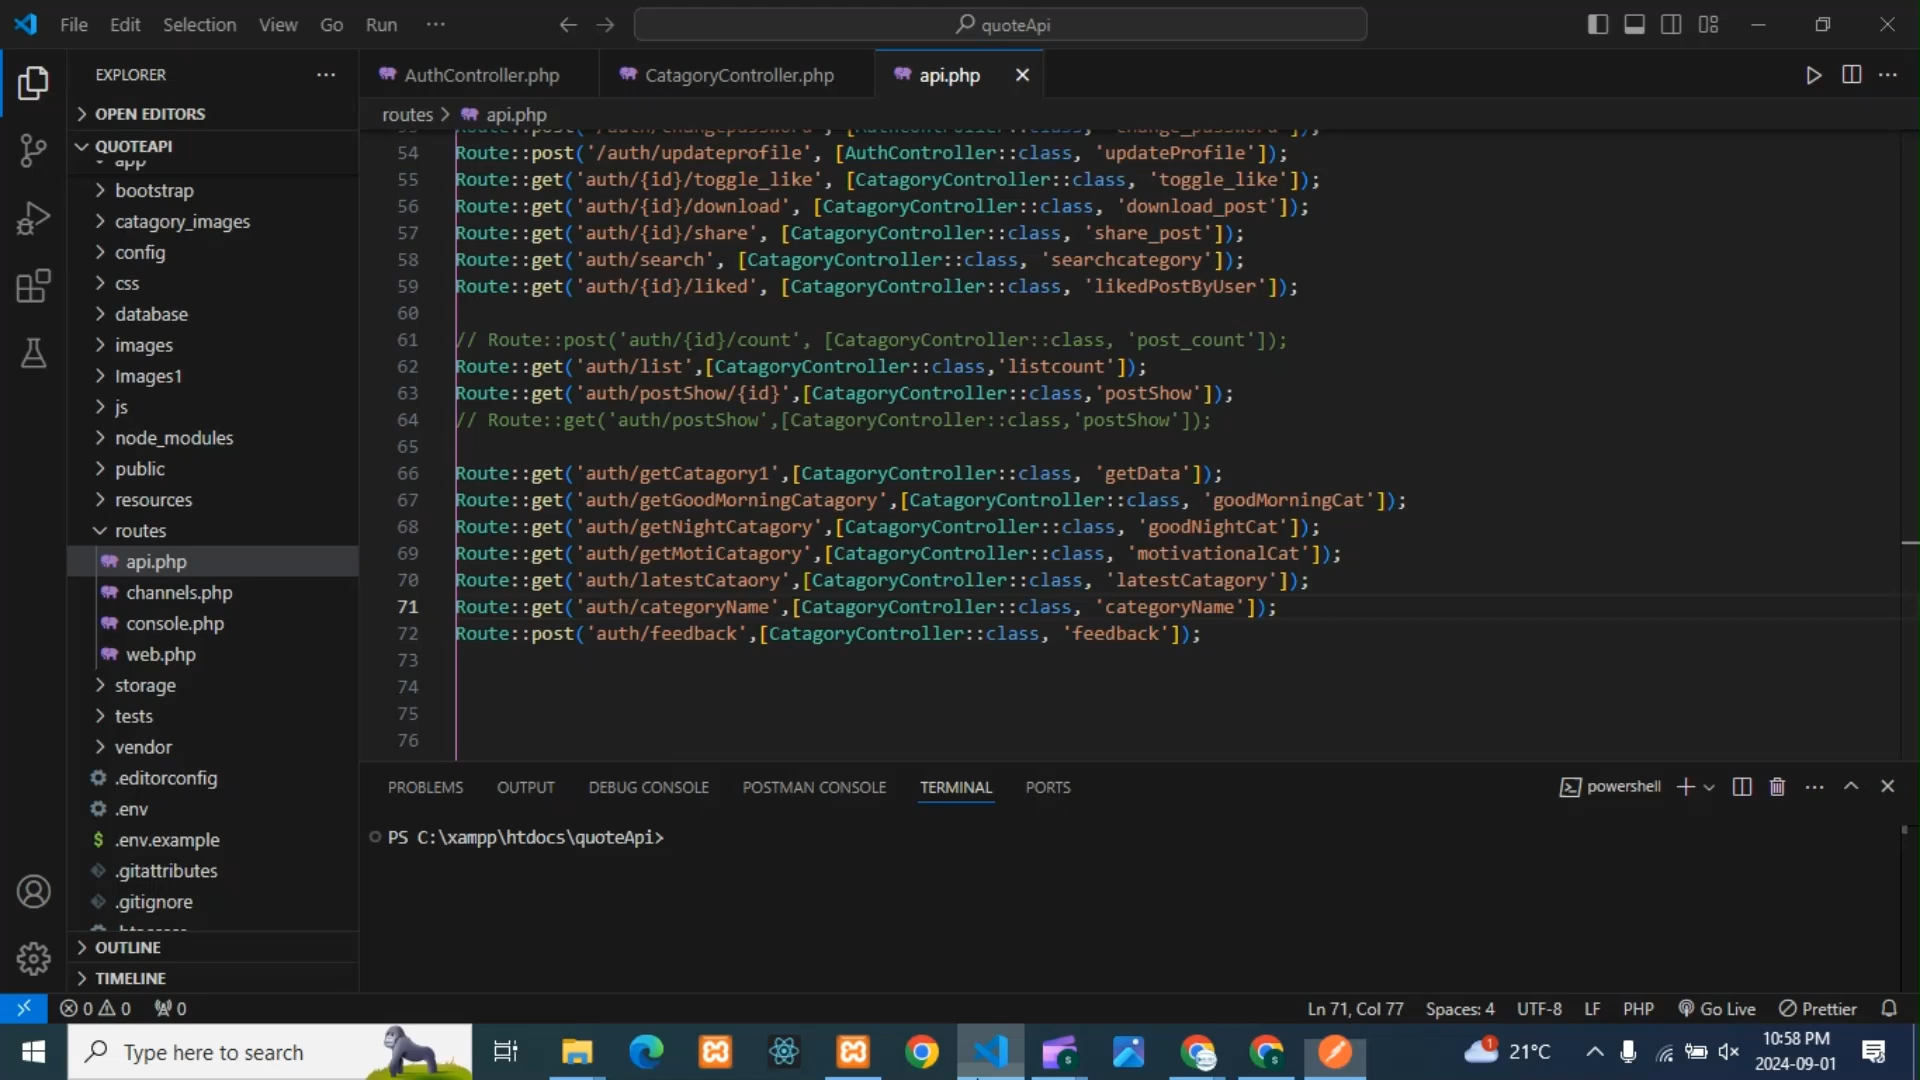 File Edit Selection View Go Run ···
quoteApi
EXPLORER
OPEN EDITORS
QUOTEAPI
app
bootstrap
catagory_images
config
css
database
images
Images1
js
node_modules
public
resources
routes
api.php
channels.php
console.php
web.php
storage
tests
vendor
.editorconfig
.env
$ .env.example
.gitattributes
.gitignore
OUTLINE
TIMELINE
AuthController.php CatagoryController.php api.php
routes > api.php
54 Route::post('/auth/updateprofile', [AuthController::class, 'updateProfile']);
55 Route::get('auth/{id}/toggle_like', [CatagoryController::class, 'toggle_like']);
56 Route::get('auth/{id}/download', [CatagoryController::class, 'download_post']);
57 Route::get('auth/{id}/share', [CatagoryController::class, 'share_post']);
58 Route::get('auth/search', [CatagoryController::class, 'searchcategory']);
59 Route::get('auth/{id}/liked', [CatagoryController::class, 'likedPostByUser']);
60
61 // Route::post('auth/{id}/count', [CatagoryController::class, 'post_count']);
62 Route::get('auth/list',[CatagoryController::class,'listcount']);
63 Route::get('auth/postShow/{id}',[CatagoryController::class,'postShow']);
64 // Route::get('auth/postShow',[CatagoryController::class,'postShow']);
65
66 Route::get('auth/getCatagory1',[CatagoryController::class, 'getData']);
67 Route::get('auth/getGoodMorningCatagory',[CatagoryController::class, 'goodMorningCat']);
68 Route::get('auth/getNightCatagory',[CatagoryController::class, 'goodNightCat']);
69 Route::get('auth/getMotiCatagory',[CatagoryController::class, 'motivationalCat']);
70 Route::get('auth/latestCataory',[CatagoryController::class, 'latestCatagory']);
71 Route::get('auth/categoryName',[CatagoryController::class, 'categoryName']);
72 Route::post('auth/feedback',[CatagoryController::class, 'feedback']);
73
74
75
76
PROBLEMS OUTPUT DEBUG CONSOLE POSTMAN CONSOLE TERMINAL PORTS
powershell
PS C:\xampp\htdocs\quoteApi>
0 0 0
Ln 71, Col 77 Spaces: 4 UTF-8 LF PHP Go Live Prettier
Type here to search
1
21°C
10:58 PM
2024-09-01